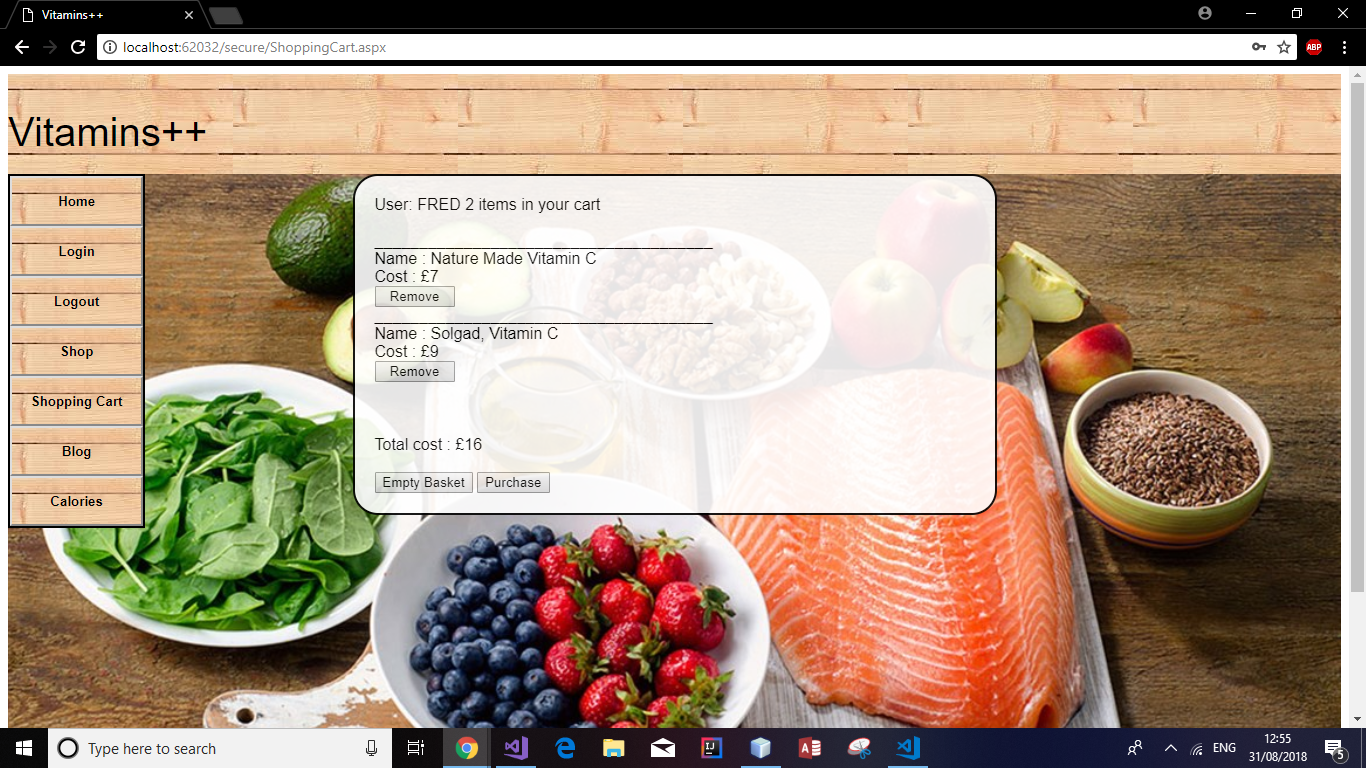 Vitamins++
localhost:62032/secure/ShoppingCart.aspx
ABP
Vitamins++
Home
Login
Logout
Shop
Shopping Cart
Blog
Calories
User: FRED 2 items in your cart
Name : Nature Made Vitamin C
Cost : £7
Remove
Name : Solgad, Vitamin C
Cost : £9
Remove
Total cost : £16
Empty Basket Purchase
Type here to search
ENG
12:55
31/08/2018
5